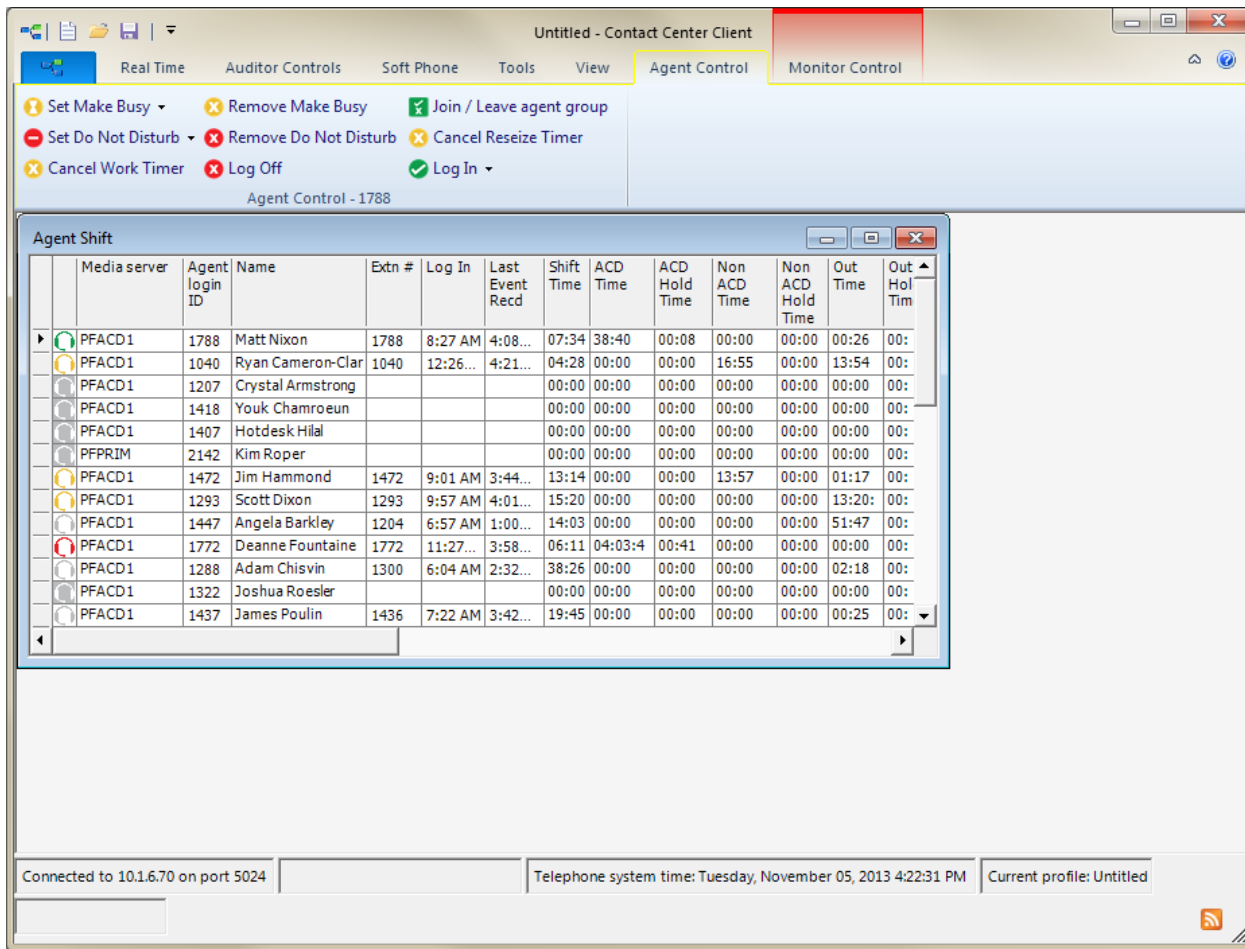 Untitled - Contact Center Client
Real Time Auditor Controls Soft Phone Tools View Agent Control Monitor Control
Set Make Busy Remove Make Busy Join / Leave agent group
Set Do Not Disturb Remove Do Not Disturb Cancel Reseize Timer
Cancel Work Timer Log Off Log In
Agent Control - 1788
Agent Shift
Media server Agent Name Extn # Log In Last Shift ACD ACD Non Non Out Out
login Event Time Time Hold ACD ACD Time Hol
ID Recd Time Time Hold Tim
Time
PFACD1 1788 Matt Nixon 1788 8:27 AM 4:08... 07:34 38:40 00:08 00:00 00:00 00:26 00:
PFACD1 1040 Ryan Cameron-Clar 1040 12:26... 4:21... 04:28 00:00 00:00 16:55 00:00 13:54 00:
PFACD1 1207 Crystal Armstrong 00:00 00:00 00:00 00:00 00:00 00:00 00:
PFACD1 1418 Youk Chamroeun 00:00 00:00 00:00 00:00 00:00 00:00 00:
PFACD1 1407 Hotdesk Hilal 00:00 00:00 00:00 00:00 00:00 00:00 00:
PFPRIM 2142 Kim Roper 00:00 00:00 00:00 00:00 00:00 00:00 00:
PFACD1 1472 Jim Hammond 1472 9:01 AM 3:44... 13:14 00:00 00:00 13:57 00:00 01:17 00:
PFACD1 1293 Scott Dixon 1293 9:57 AM 4:01... 15:20 00:00 00:00 00:00 00:00 13:20: 00:
PFACD1 1447 Angela Barkley 1204 6:57 AM 1:00... 14:03 00:00 00:00 00:00 00:00 51:47 00:
PFACD1 1772 Deanne Fountaine 1772 11:27... 3:58... 06:11 04:03:4 00:41 00:00 00:00 00:00 00:
PFACD1 1288 Adam Chisvin 1300 6:04 AM 2:32... 38:26 00:00 00:00 00:00 00:00 02:18 00:
PFACD1 1322 Joshua Roesler 00:00 00:00 00:00 00:00 00:00 00:00 00:
PFACD1 1437 James Poulin 1436 7:22 AM 3:42... 19:45 00:00 00:00 00:00 00:00 00:25 00:
Connected to 10.1.6.70 on port 5024 Telephone system time: Tuesday, November 05, 2013 4:22:31 PM Current profile: Untitled